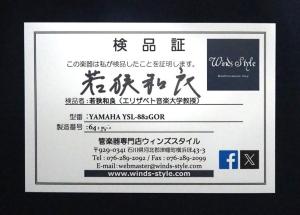 検品証
Winds Style
この楽器は私が検品したことを証明します。
若狭和良
検品者：若狭和良（エリザベト音楽大学教授）
型番：YAMAHA YSL-882GOR
製造番号：
管楽器専門店ウィンズスタイル
〒929-0341 石川県河北郡津幡町横浜ほ43-3
Tel / 076-289-2092 / Fax / 076-289-2099
E-mail:webmaster@winds-style.com
www.winds-style.com